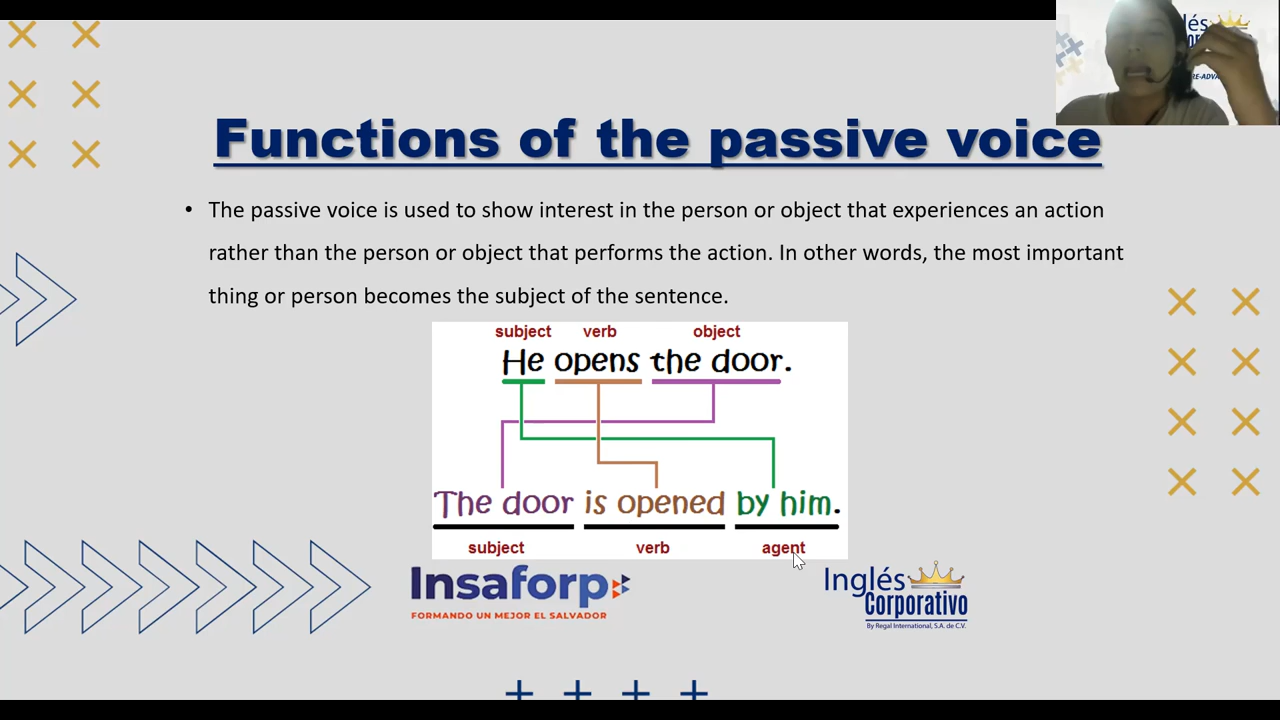 Functions of the passive voice
• The passive voice is used to show interest in the person or object that experiences an action
rather than the person or object that performs the action. In other words, the most important
thing or person becomes the subject of the sentence.
subject verb object
He opens the door.
The door is opened by him.
subject verb agent
Insaforp
FORMANDO UN MEJOR EL SALVADOR
Inglés
Corporativo
By Regal International, S.A. de C.V.